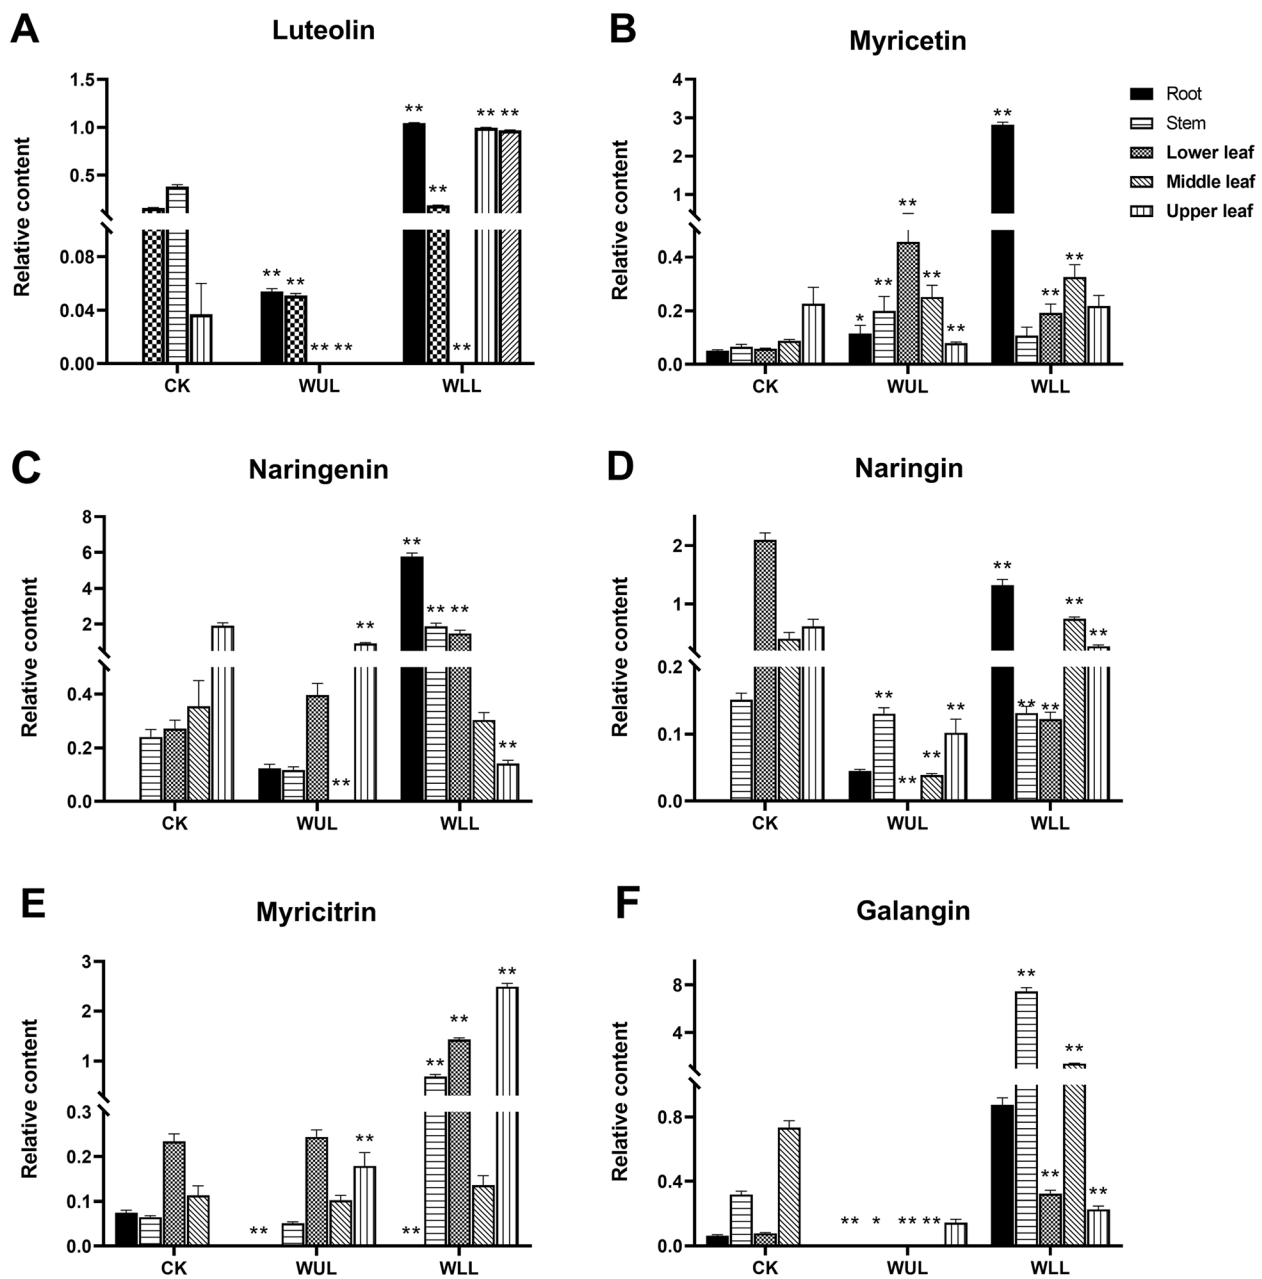 A
Luteolin
Relative content
1.5
1.0
0.5
0.08
0.04
0.00
** ** ** **
** ** ** ** **
CK WUL WLL
B
Myricetin
Relative content
4
3
2
1
0.4
0.2
0.0
* ** ** ** **
** ** **
CK WUL WLL
Root
Stem
Lower leaf
Middle leaf
Upper leaf
C
Naringenin
Relative content
8
6
4
2
0.4
0.2
0.0
** **
** ** ** **
CK WUL WLL
D
Naringin
Relative content
2
1
0.2
0.1
0.0
** ** ** **
** ** ** ** **
CK WUL WLL
E
Myricitrin
Relative content
3
2
1
0.3
0.2
0.1
0.0
** **
** ** ** **
CK WUL WLL
F
Galangin
Relative content
8
4
0.8
0.4
0.0
** * ** **
** ** ** **
CK WUL WLL